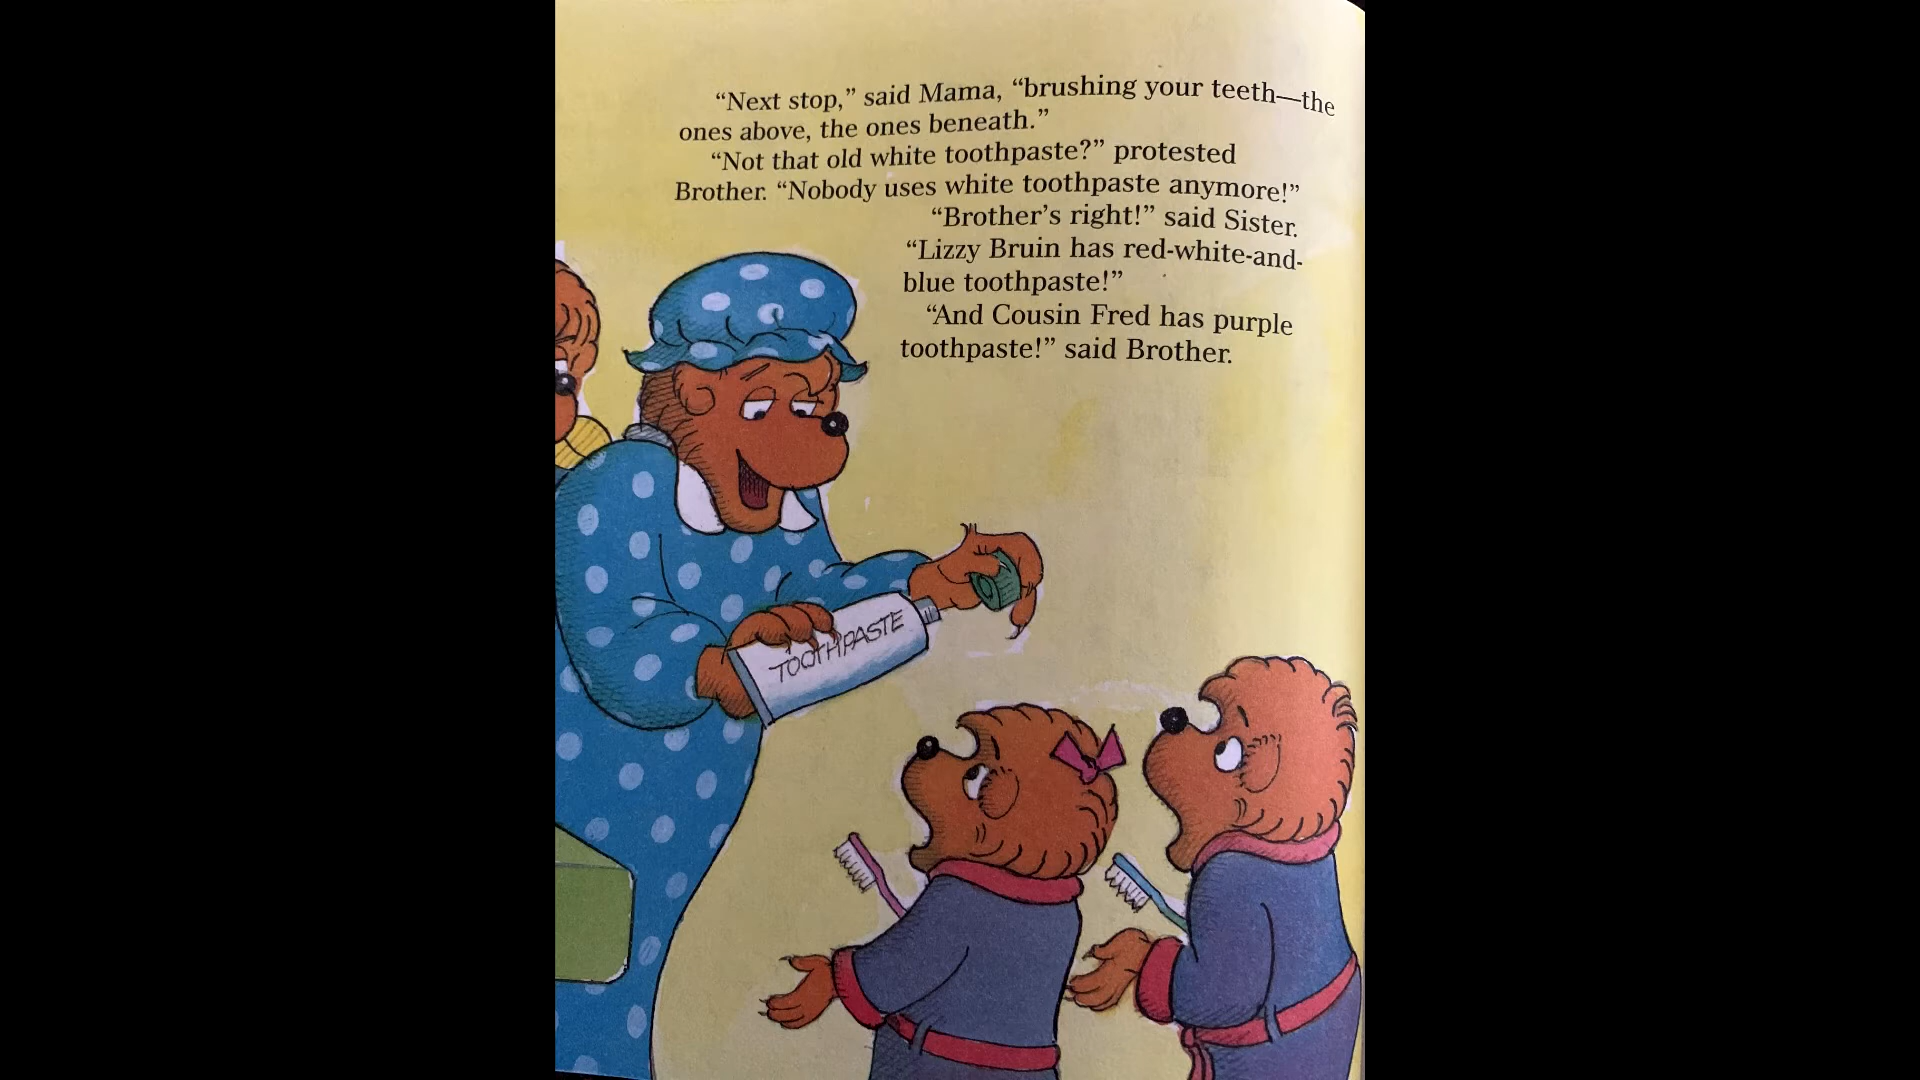 “Next stop,” said Mama, “brushing your teeth—the
ones above, the ones beneath.”
“Not that old white toothpaste?” protested
Brother. “Nobody uses white toothpaste anymore!”
“Brother’s right!” said Sister.
“Lizzy Bruin has red-white-and-
blue toothpaste!”
“And Cousin Fred has purple
toothpaste!” said Brother.
TOOTHPASTE